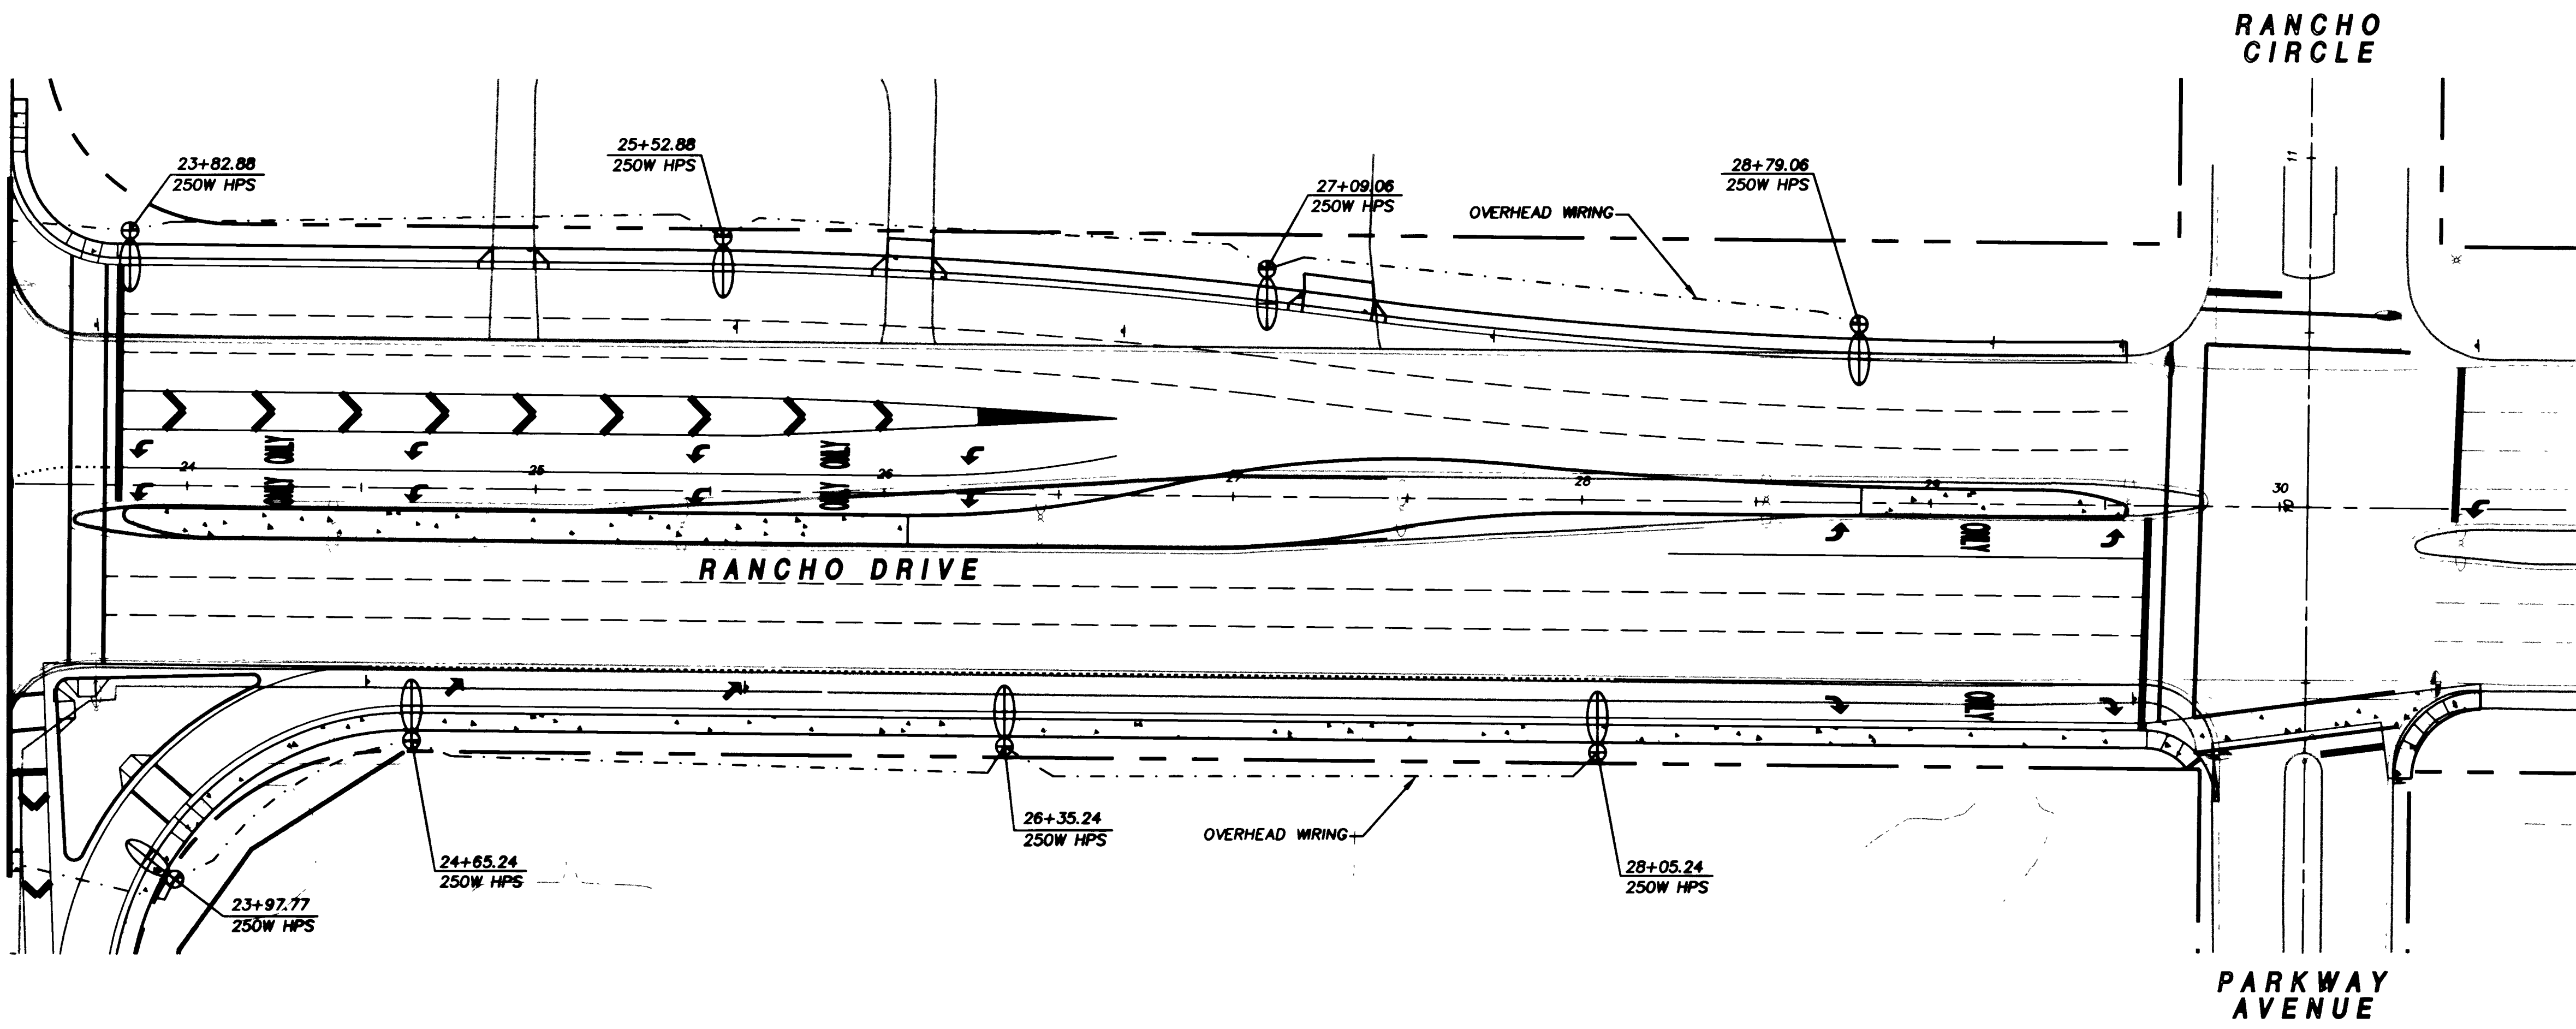 RANCHO
CIRCLE
11
23+82.88
250W HPS
25+52.88
250W HPS
27+09.06
250W HPS
28+79.06
250W HPS
OVERHEAD WIRING
ONLY
ONLY
ONLY
ONLY
24
25
26
27
28
29
30
10
ONLY
RANCHO DRIVE
ONLY
26+35.24
250W HPS
OVERHEAD WIRING
24+65.24
250W HPS
28+05.24
250W HPS
23+97.77
250W HPS
PARKWAY
AVENUE